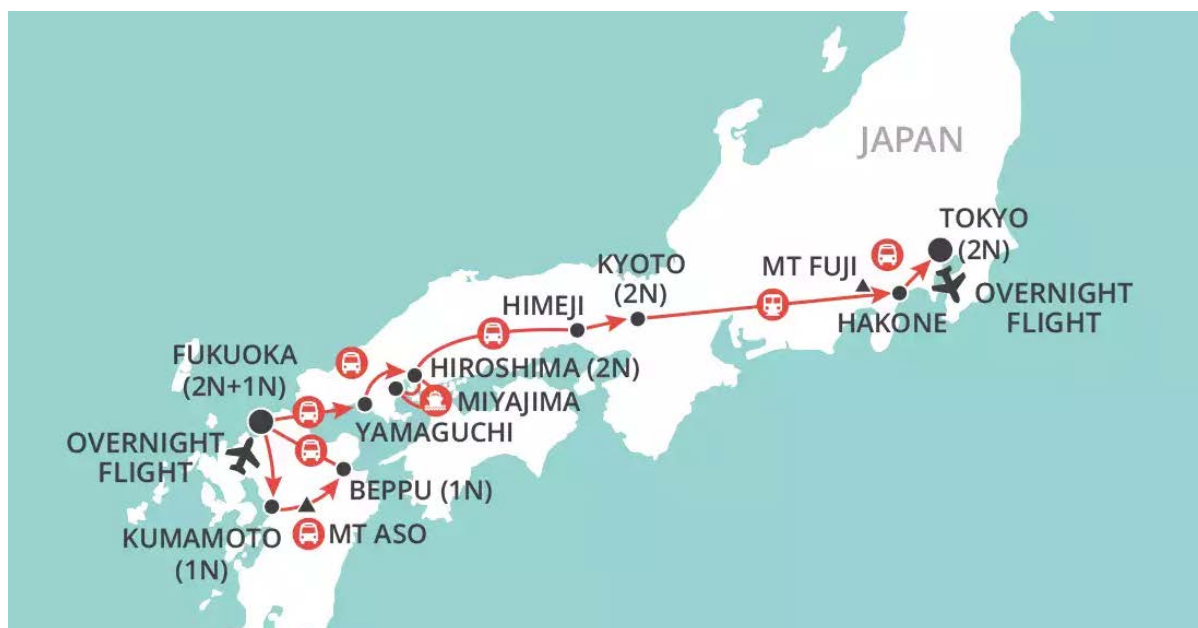 JAPAN
TOKYO
(2N)
OVERNIGHT
FLIGHT
MT FUJI
HAKONE
KYOTO
(2N)
HIMEJI
HIROSHIMA (2N)
MIYAJIMA
YAMAGUCHI
FUKUOKA
(2N+1N)
OVERNIGHT
FLIGHT
BEPPU (1N)
MT ASO
KUMAMOTO
(1N)